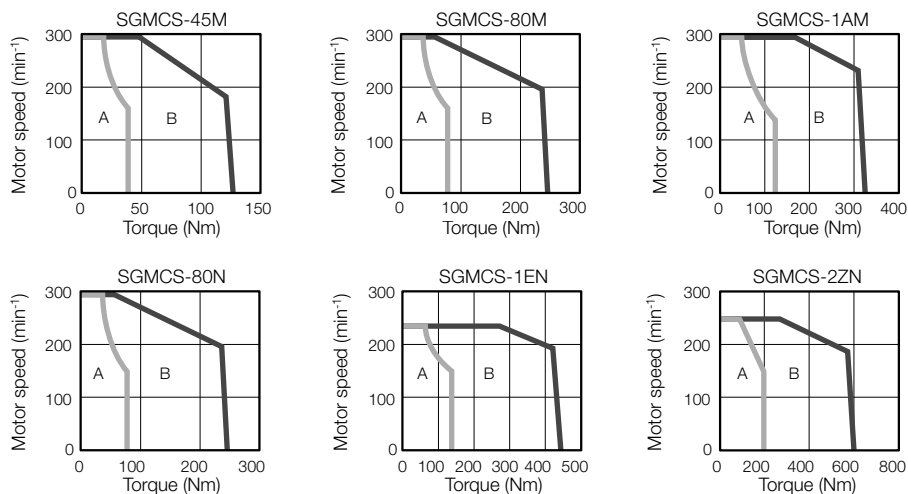 SGMCS-45M
Motor speed (min⁻¹)
300
200
100
0
A
B
0 50 100 150
Torque (Nm)
SGMCS-80M
Motor speed (min⁻¹)
300
200
100
0
A
B
0 100 200 300
Torque (Nm)
SGMCS-1AM
Motor speed (min⁻¹)
300
200
100
0
A
B
0 100 200 300 400
Torque (Nm)
SGMCS-80N
Motor speed (min⁻¹)
300
200
100
0
A
B
0 100 200 300
Torque (Nm)
SGMCS-1EN
Motor speed (min⁻¹)
300
200
100
0
A
B
0 100 200 300 400 500
Torque (Nm)
SGMCS-2ZN
Motor speed (min⁻¹)
300
200
100
0
A
B
0 200 400 600 800
Torque (Nm)